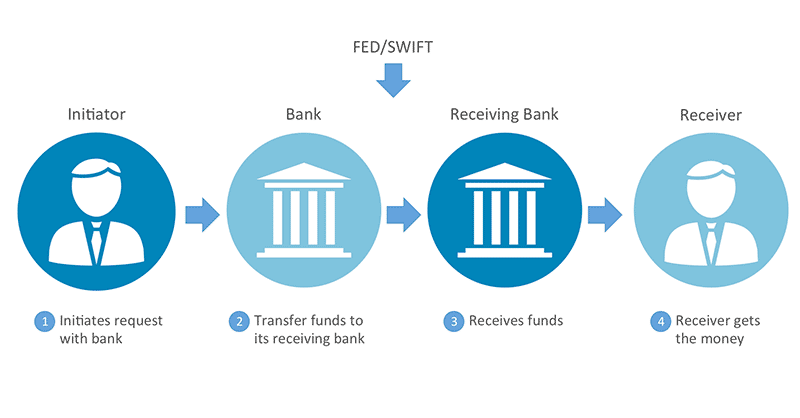 FED/SWIFT
Initiator
Bank
Receiving Bank
Receiver
1 Initiates request
with bank
2 Transfer funds to
its receiving bank
3 Receives funds
4 Receiver gets
the money